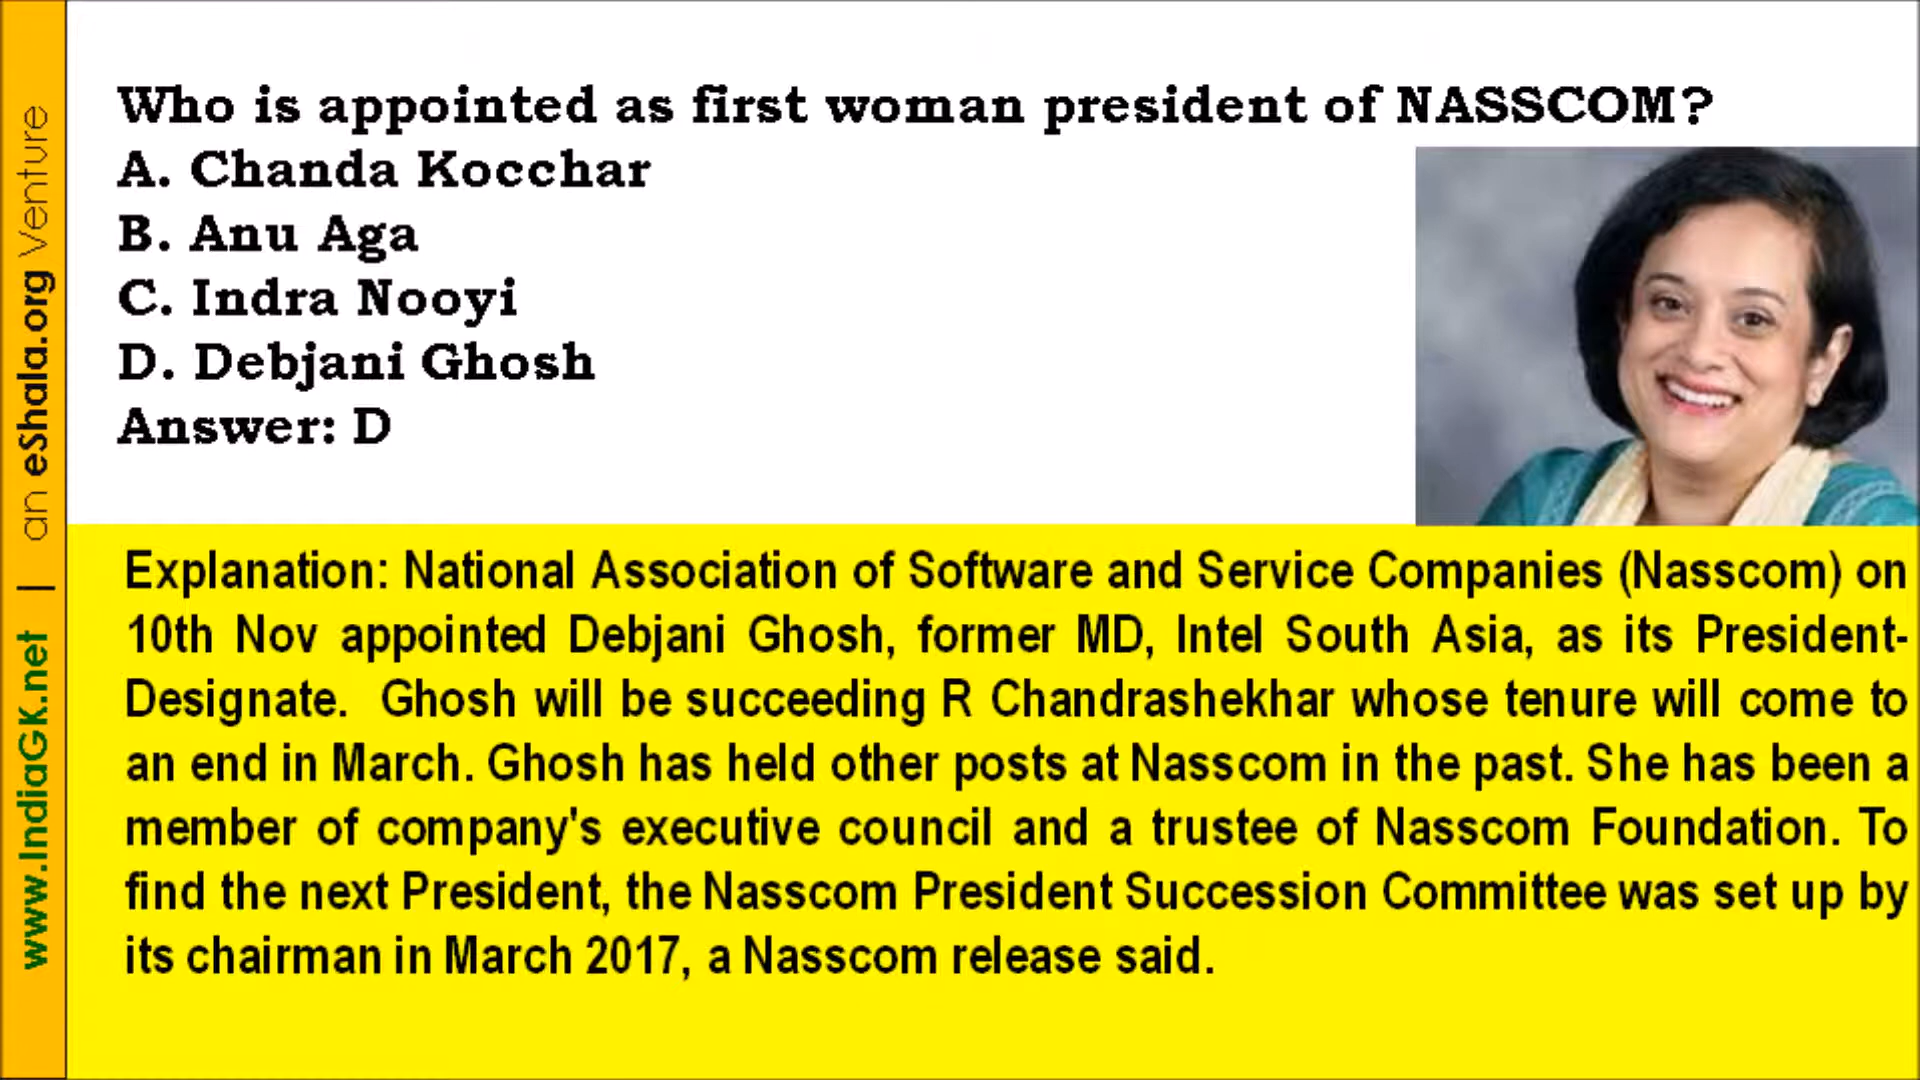 Who is appointed as first woman president of NASSCOM?
A. Chanda Kocchar
B. Anu Aga
C. Indra Nooyi
D. Debjani Ghosh
Answer: D
Explanation: National Association of Software and Service Companies (Nasscom) on
10th Nov appointed Debjani Ghosh, former MD, Intel South Asia, as its President-
Designate. Ghosh will be succeeding R Chandrashekhar whose tenure will come to
an end in March. Ghosh has held other posts at Nasscom in the past. She has been a
member of company's executive council and a trustee of Nasscom Foundation. To
find the next President, the Nasscom President Succession Committee was set up by
its chairman in March 2017, a Nasscom release said.
www.IndiaGK.net | an eShala.org Venture